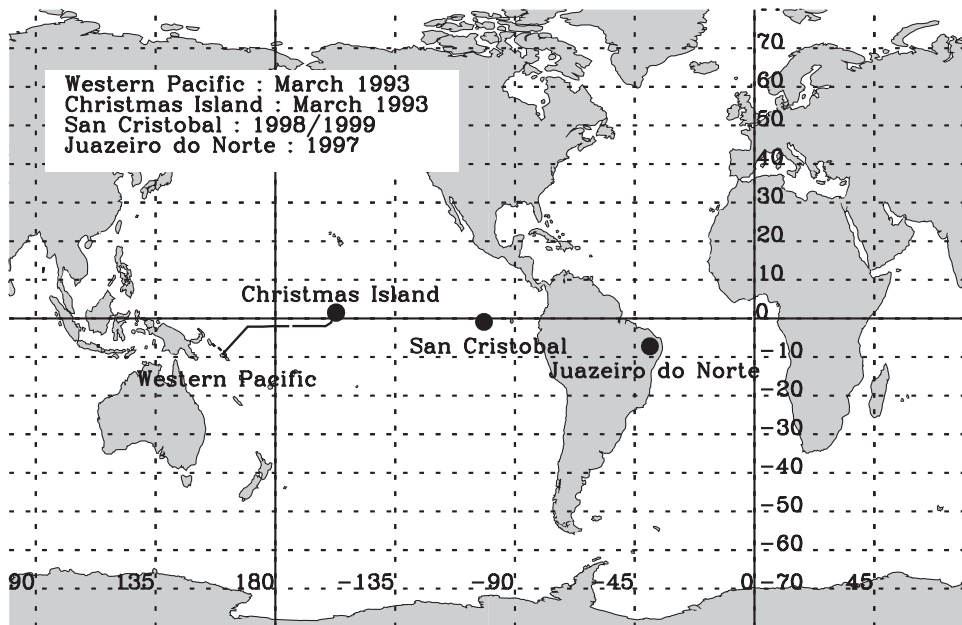 Western Pacific : March 1993
Christmas Island : March 1993
San Cristobal : 1998/1999
Juazeiro do Norte : 1997
70
60
50
40
30
20
10
Christmas Island
0
San Cristobal
−10
Western Pacific
Juazeiro do Norte
−20
−30
−40
−50
−60
90 135 180 −135 −90 −45 0 −70 45